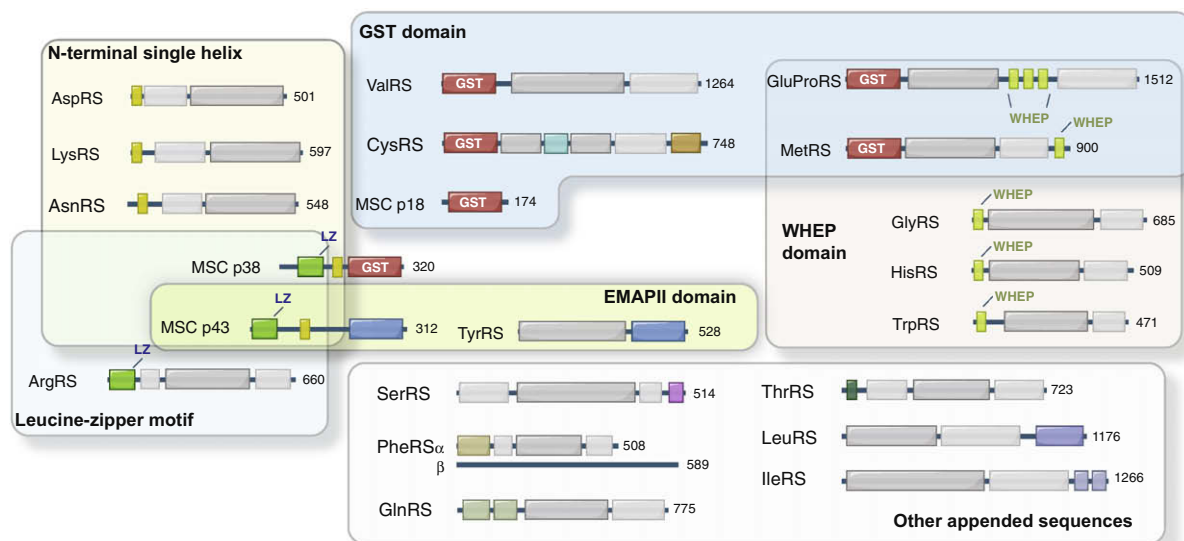 N-terminal single helix
AspRS 501
LysRS 597
AsnRS 548
GST domain
ValRS GST 1264
CysRS GST 748
MSC p18 GST 174
GluProRS GST 1512
WHEP
WHEP
MetRS GST 900
WHEP
GlyRS 685
WHEP
domain
WHEP
HisRS 509
WHEP
TrpRS 471
LZ
MSC p38 GST 320
EMAPII domain
LZ
MSC p43 312
TyrRS 528
LZ
ArgRS 660
Leucine-zipper motif
SerRS 514
PheRSα 508
β 589
GlnRS 775
ThrRS 723
LeuRS 1176
IleRS 1266
Other appended sequences